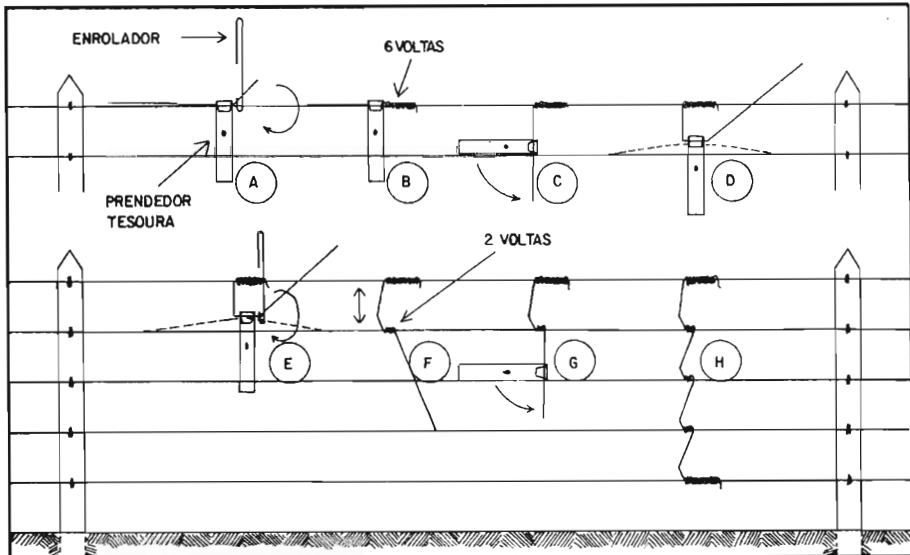 ENROLADOR
6 VOLTAS
A
B
C
D
PRENDEDOR
TESOURA
2 VOLTAS
E
F
G
H